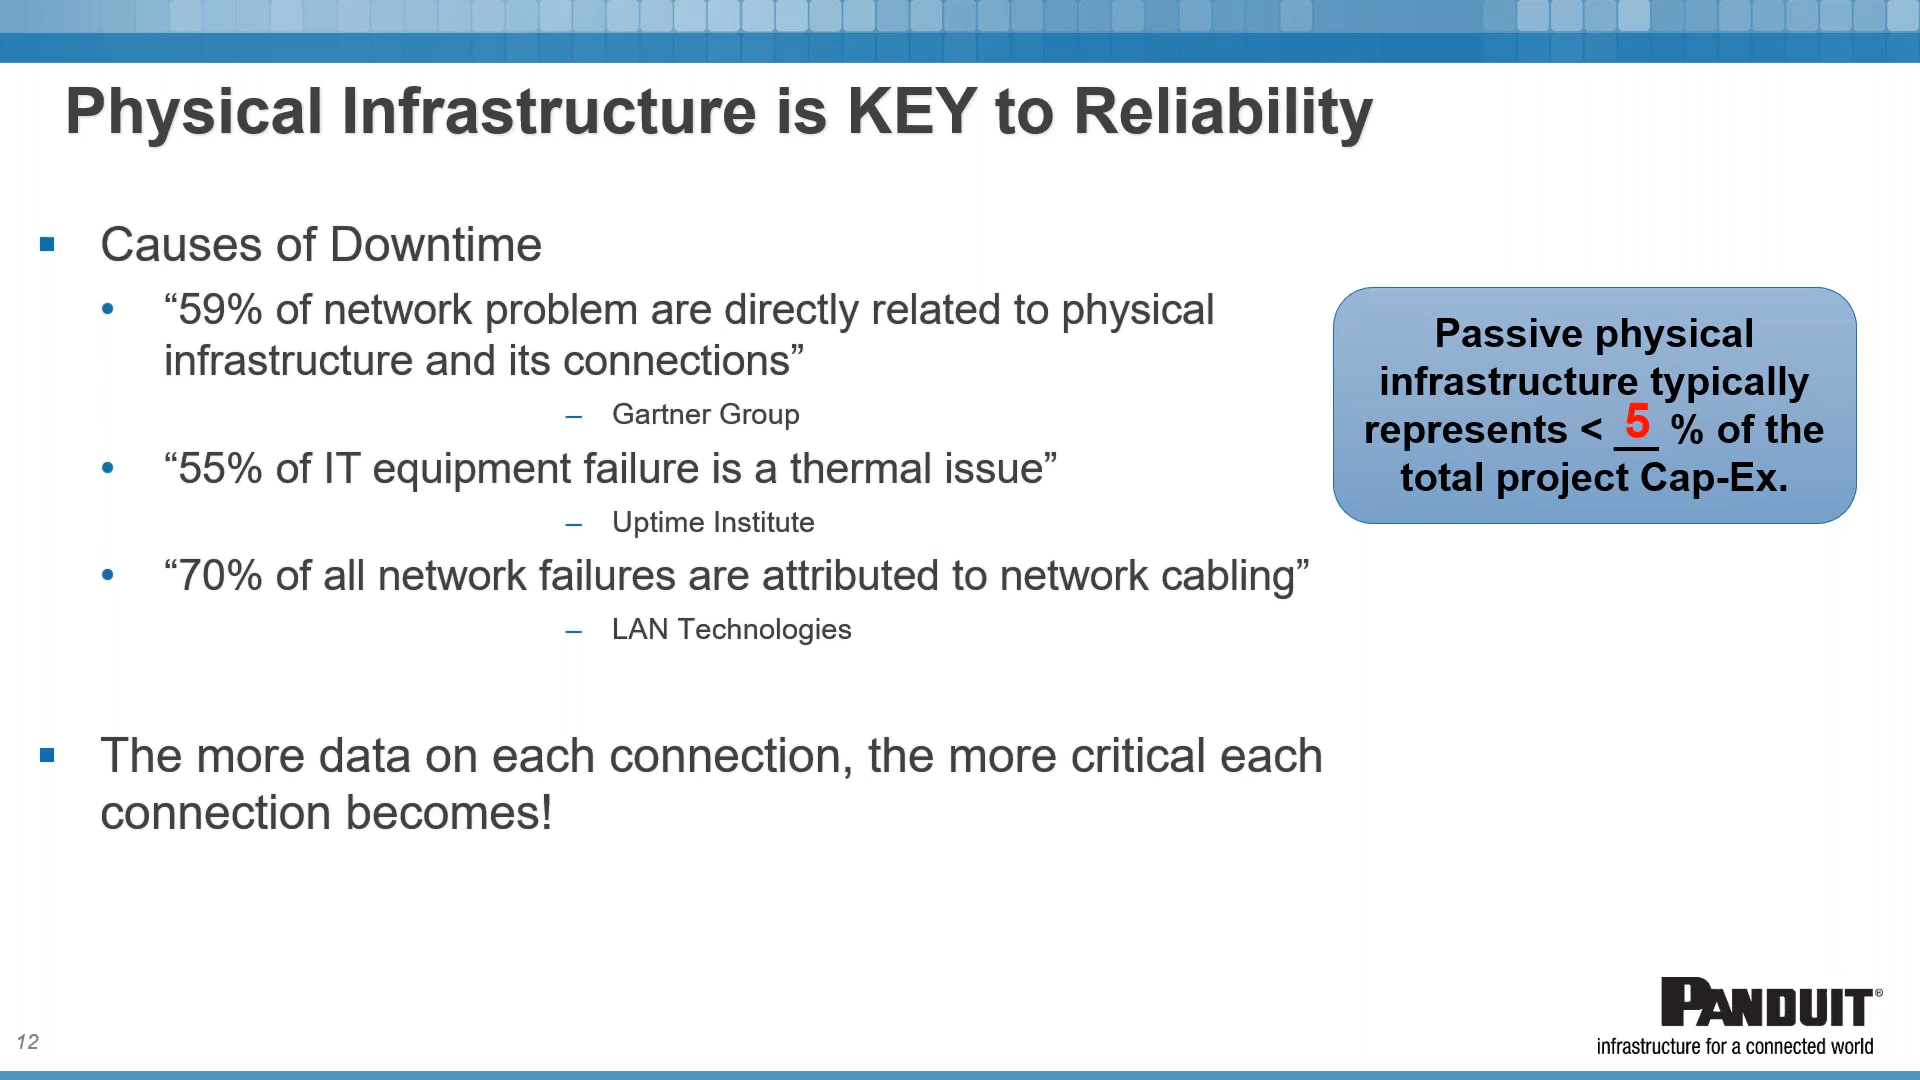 Physical Infrastructure is KEY to Reliability
Causes of Downtime
“59% of network problem are directly related to physical
infrastructure and its connections”
– Gartner Group
“55% of IT equipment failure is a thermal issue”
– Uptime Institute
“70% of all network failures are attributed to network cabling”
– LAN Technologies
The more data on each connection, the more critical each
connection becomes!
Passive physical
infrastructure typically
represents < 5 % of the
total project Cap-Ex.
PANDUIT®
infrastructure for a connected world
12